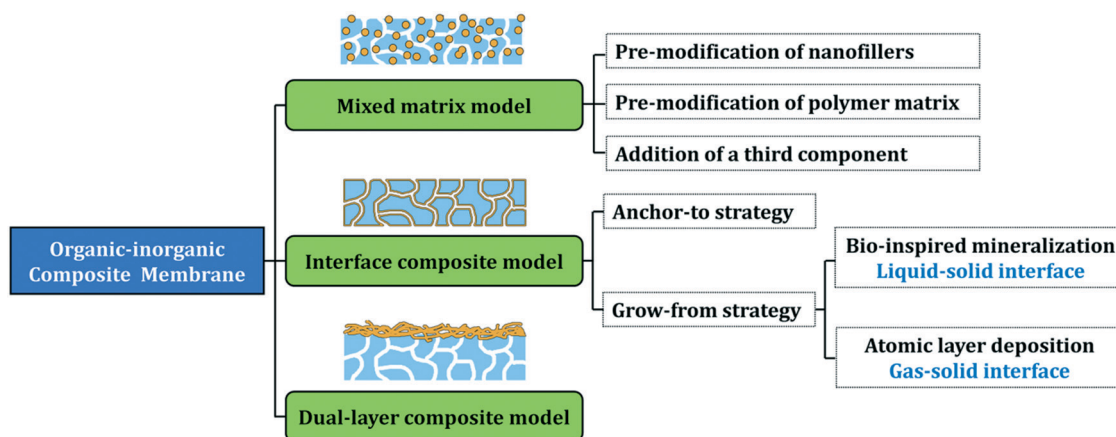 Organic-inorganic
Composite Membrane
Mixed matrix model
Pre-modification of nanofillers
Pre-modification of polymer matrix
Addition of a third component
Interface composite model
Anchor-to strategy
Grow-from strategy
Bio-inspired mineralization
Liquid-solid interface
Atomic layer deposition
Gas-solid interface
Dual-layer composite model